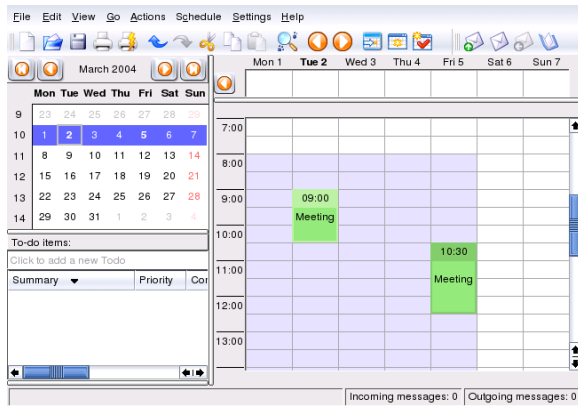 File Edit View Go Actions Schedule Settings Help
March 2004
Mon Tue Wed Thu Fri Sat Sun
9 23 24 25 26 27 28 29
10 1 2 3 4 5 6 7
11 8 9 10 11 12 13 14
12 15 16 17 18 19 20 21
13 22 23 24 25 26 27 28
14 29 30 31 1 2 3 4
To-do items:
Click to add a new Todo
Summary Priority Cor
Mon 1 Tue 2 Wed 3 Thu 4 Fri 5 Sat 6 Sun 7
7:00
8:00
9:00
09:00
Meeting
10:00
10:30
11:00
Meeting
12:00
13:00
Incoming messages: 0 Outgoing messages: 0